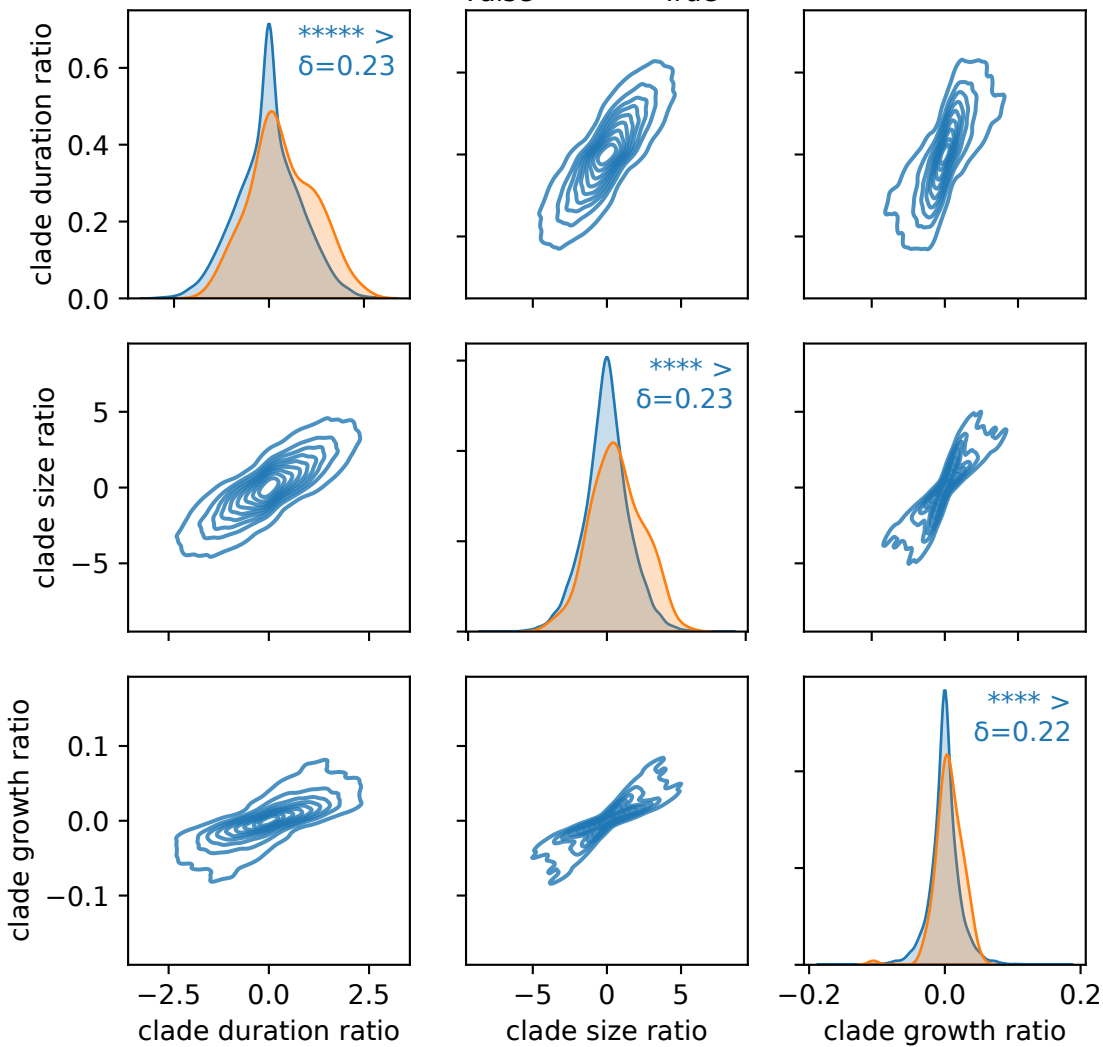 clade duration ratio
0.6
0.4
0.2
0.0
***** >
δ=0.23
clade size ratio
5
0
−5
**** >
δ=0.23
clade growth ratio
0.1
0.0
−0.1
**** >
δ=0.22
−2.5 0.0 2.5
clade duration ratio
−5 0 5
clade size ratio
−0.2 0.0 0.2
clade growth ratio